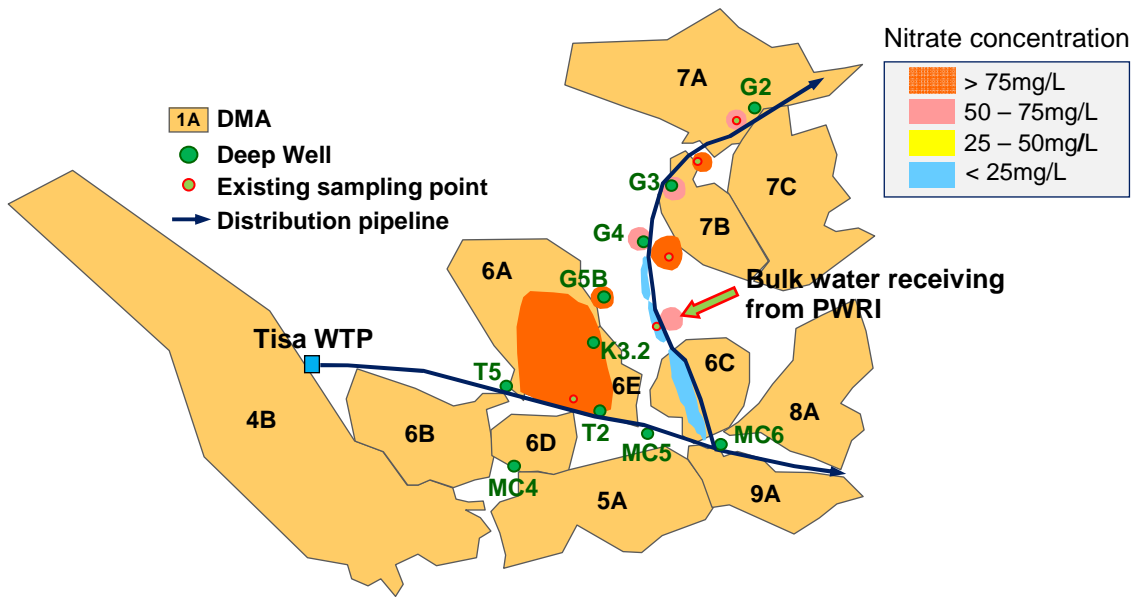 Nitrate concentration
> 75mg/L
50 – 75mg/L
25 – 50mg/L
< 25mg/L
1A DMA
Deep Well
Existing sampling point
Distribution pipeline
7A
G2
7C
G3
7B
G4
6A
G5B
Bulk water receiving
from PWRI
Tisa WTP
K3.2
6C
T5
6E
8A
4B
6B
T2
6D
MC5
MC6
MC4
5A
9A